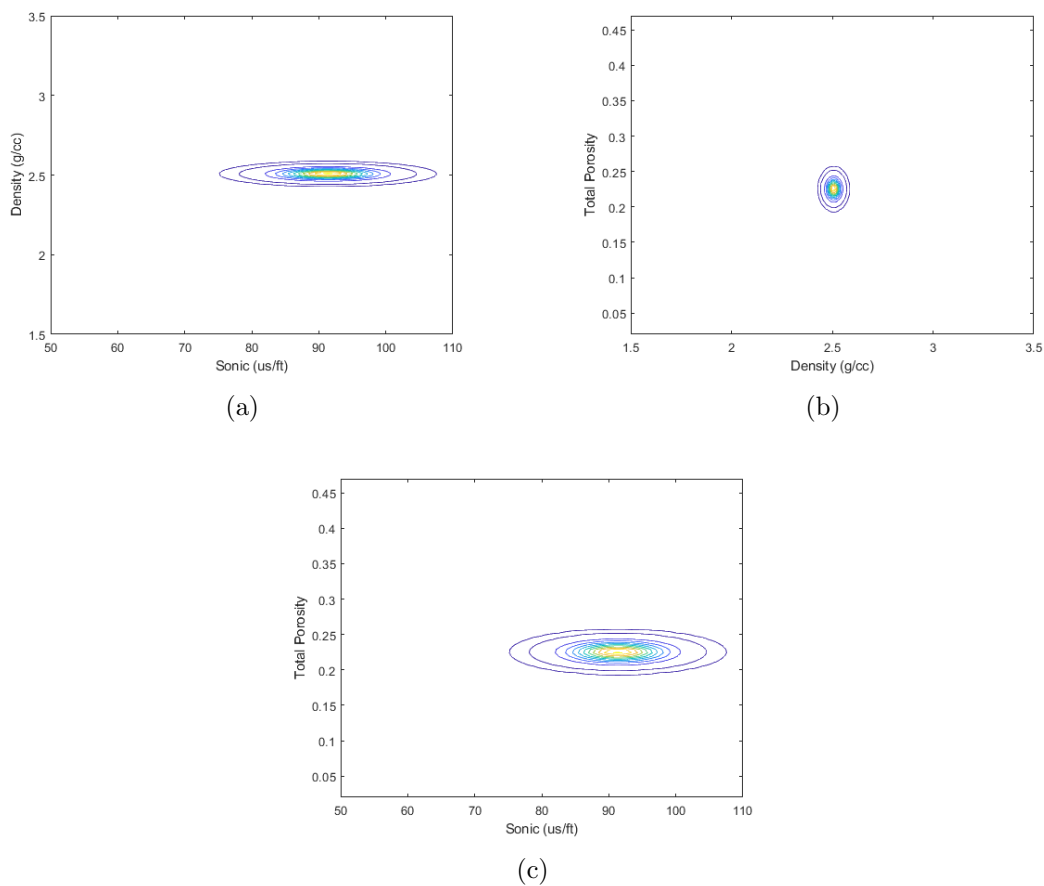 3.5
3
2.5
2
1.5
Density (g/cc)
50 60 70 80 90 100 110
Sonic (us/ft)
(a)
0.45
0.4
0.35
0.3
0.25
0.2
0.15
0.1
0.05
Total Porosity
1.5 2 2.5 3 3.5
Density (g/cc)
(b)
0.45
0.4
0.35
0.3
0.25
0.2
0.15
0.1
0.05
Total Porosity
50 60 70 80 90 100 110
Sonic (us/ft)
(c)